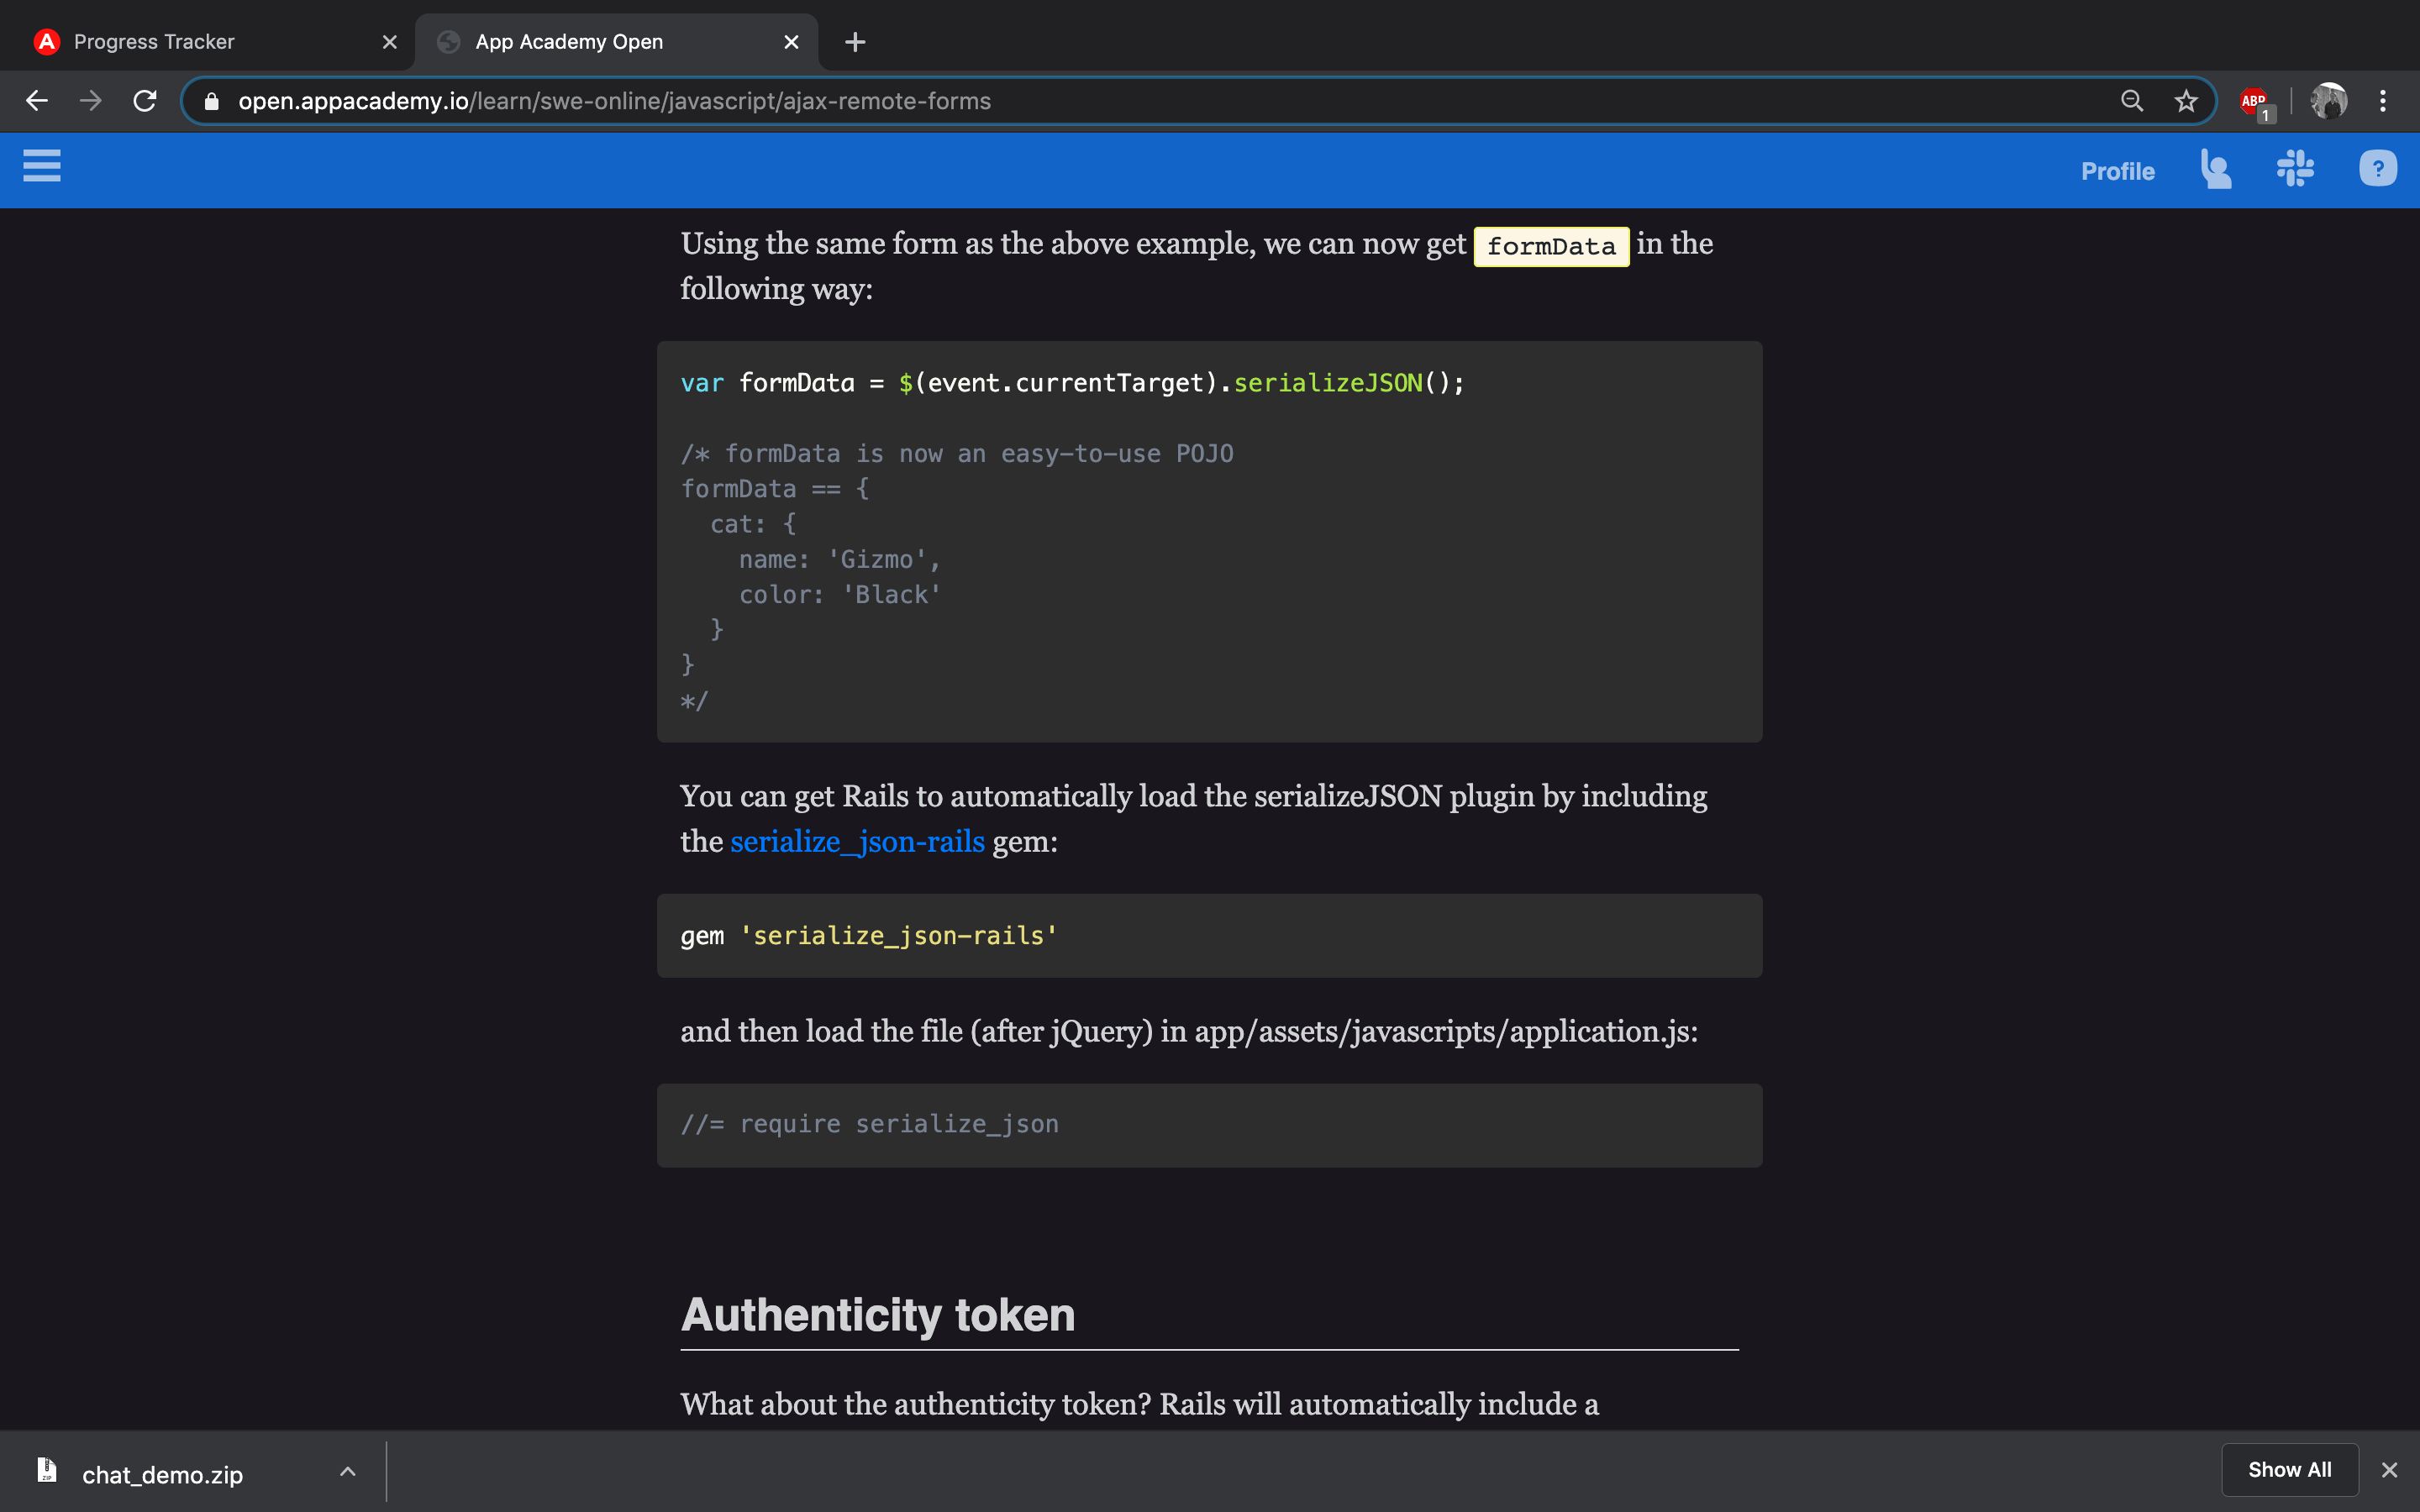 A Progress Tracker
App Academy Open
open.appacademy.io/learn/swe-online/javascript/ajax-remote-forms
ABP 1
Profile
?
Using the same form as the above example, we can now get formData in the
following way:
var formData = $(event.currentTarget).serializeJSON();
/* formData is now an easy-to-use POJO
formData == {
  cat: {
    name: 'Gizmo',
    color: 'Black'
  }
}
*/
You can get Rails to automatically load the serializeJSON plugin by including
the serialize_json-rails gem:
gem 'serialize_json-rails'
and then load the file (after jQuery) in app/assets/javascripts/application.js:
//= require serialize_json
Authenticity token
What about the authenticity token? Rails will automatically include a
ZIP
chat_demo.zip
Show All